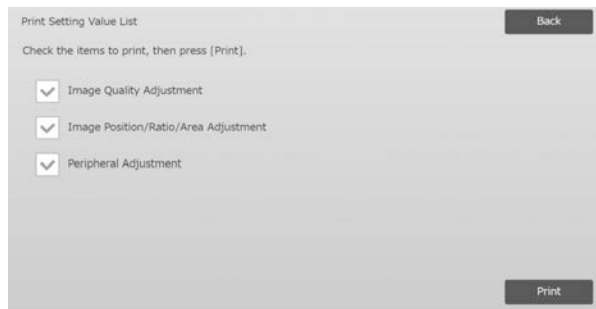 Print Setting Value List
Back
Check the items to print, then press [Print].
Image Quality Adjustment
Image Position/Ratio/Area Adjustment
Peripheral Adjustment
Print